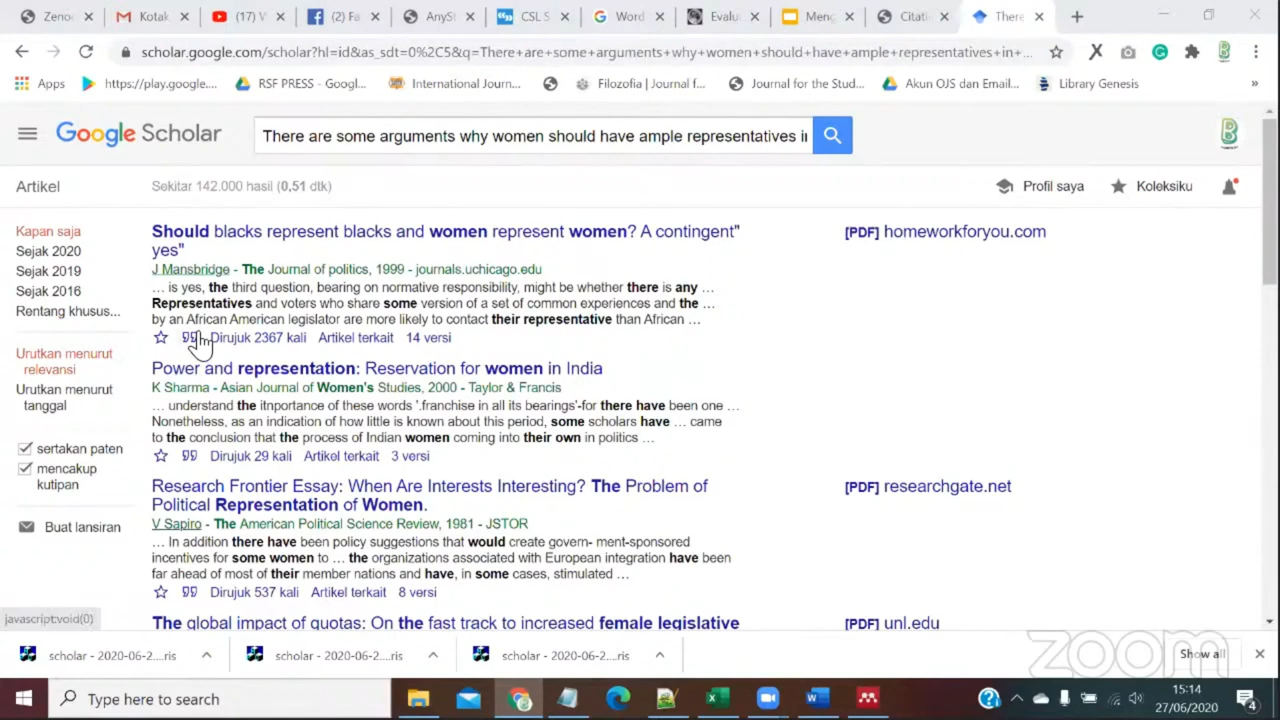 Zeno
Kotak
(17) V
(2) Fa
AnySt
CSL S
Word
Evalu
Meng
Citati
There
scholar.google.com/scholar?hl=id&as_sdt=0%2C5&q=There+are+some+arguments+why+women+should+have+ample+representatives+in+...
Apps
https://play.google....
RSF PRESS - Googl...
International Journ...
Filozofia | Journal f...
Journal for the Stud...
Akun OJS dan Email...
Library Genesis
»
Google Scholar
There are some arguments why women should have ample representatives in
Artikel
Sekitar 142.000 hasil (0,51 dtk)
Profil saya
Koleksiku
Kapan saja
Sejak 2020
Sejak 2019
Sejak 2016
Rentang khusus...
Urutkan menurut
relevansi
Urutkan menurut
tanggal
sertakan paten
mencakup
kutipan
Buat lansiran
Should blacks represent blacks and women represent women? A contingent"
yes"
J Mansbridge - The Journal of politics, 1999 - journals.uchicago.edu
... is yes, the third question, bearing on normative responsibility, might be whether there is any ...
Representatives and voters who share some version of a set of common experiences and the ...
by an African American legislator are more likely to contact their representative than African ...
Dirujuk 2367 kali Artikel terkait 14 versi
[PDF] homeworkforyou.com
Power and representation: Reservation for women in India
K Sharma - Asian Journal of Women's Studies, 2000 - Taylor & Francis
... understand the itnportance of these words '.franchise in all its bearings'-for there have been one ...
Nonetheless, as an indication of how little is known about this period, some scholars have ... came
to the conclusion that the process of Indian women coming into their own in politics ...
Dirujuk 29 kali Artikel terkait 3 versi
Research Frontier Essay: When Are Interests Interesting? The Problem of
Political Representation of Women.
V Sapiro - The American Political Science Review, 1981 - JSTOR
... In addition there have been policy suggestions that would create govern- ment-sponsored
incentives for some women to ... the organizations associated with European integration have been
far ahead of most of their member nations and have, in some cases, stimulated ...
Dirujuk 537 kali Artikel terkait 8 versi
[PDF] researchgate.net
The global impact of quotas: On the fast track to increased female legislative
[PDF] unl.edu
javascript:void(0)
scholar - 2020-06-2....ris
scholar - 2020-06-2....ris
scholar - 2020-06-2....ris
Show all
zoom
Type here to search
15:14
27/06/2020
4